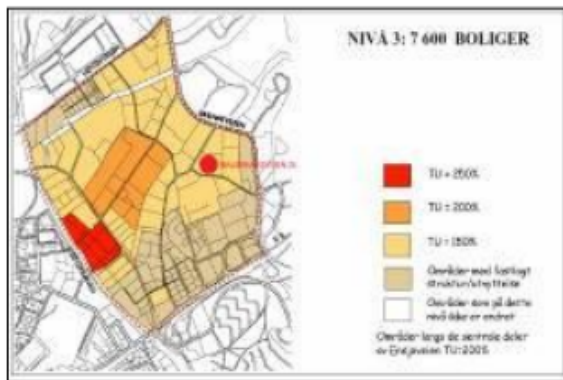 NIVÅ 3: 7 600 BOLIGER
TU = 250%
TU = 200%
TU = 150%
Områder med fastlagt
struktur/utnyttelse
Områder som på dette
nivå ikke er endret
Områder langs de sentrale deler
av Ensjøveien TU=200%